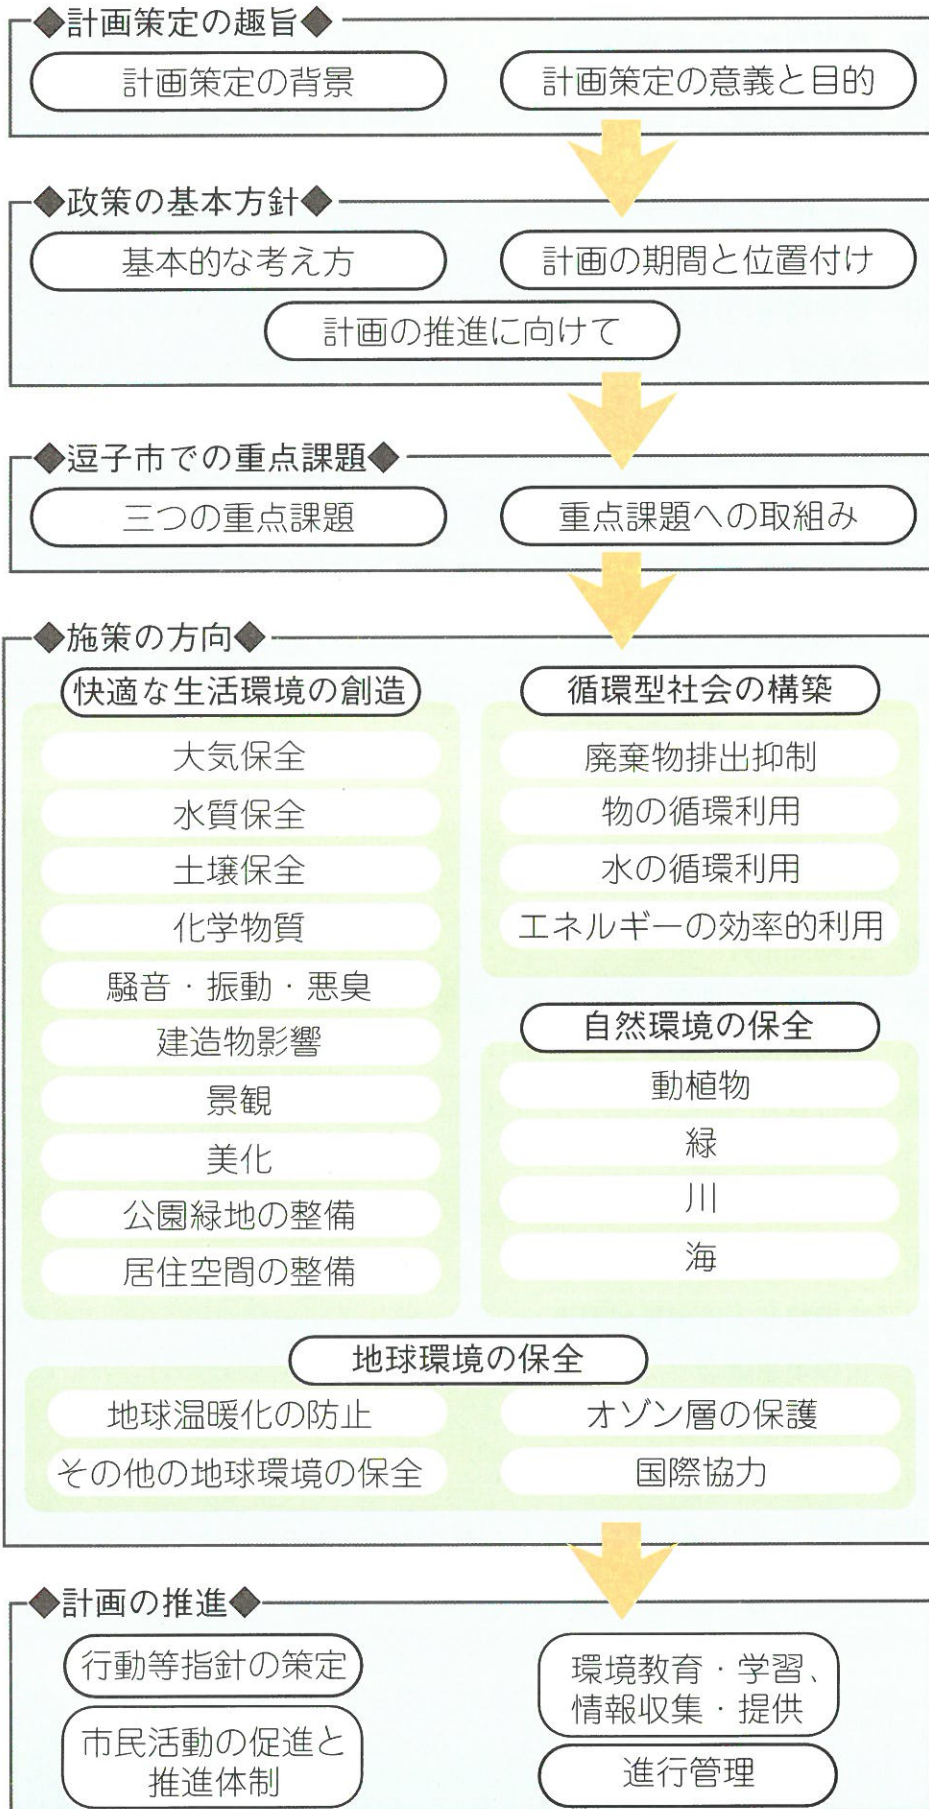 ◆計画策定の趣旨◆
計画策定の背景
計画策定の意義と目的
◆政策の基本方針◆
基本的な考え方
計画の期間と位置付け
計画の推進に向けて
◆逗子市での重点課題◆
三つの重点課題
重点課題への取組み
◆施策の方向◆
快適な生活環境の創造
大気保全
水質保全
土壌保全
化学物質
騒音・振動・悪臭
建造物影響
景観
美化
公園緑地の整備
居住空間の整備
循環型社会の構築
廃棄物排出抑制
物の循環利用
水の循環利用
エネルギーの効率的利用
自然環境の保全
動植物
緑
川
海
地球環境の保全
地球温暖化の防止
オゾン層の保護
その他の地球環境の保全
国際協力
◆計画の推進◆
行動等指針の策定
市民活動の促進と
推進体制
環境教育・学習、
情報収集・提供
進行管理